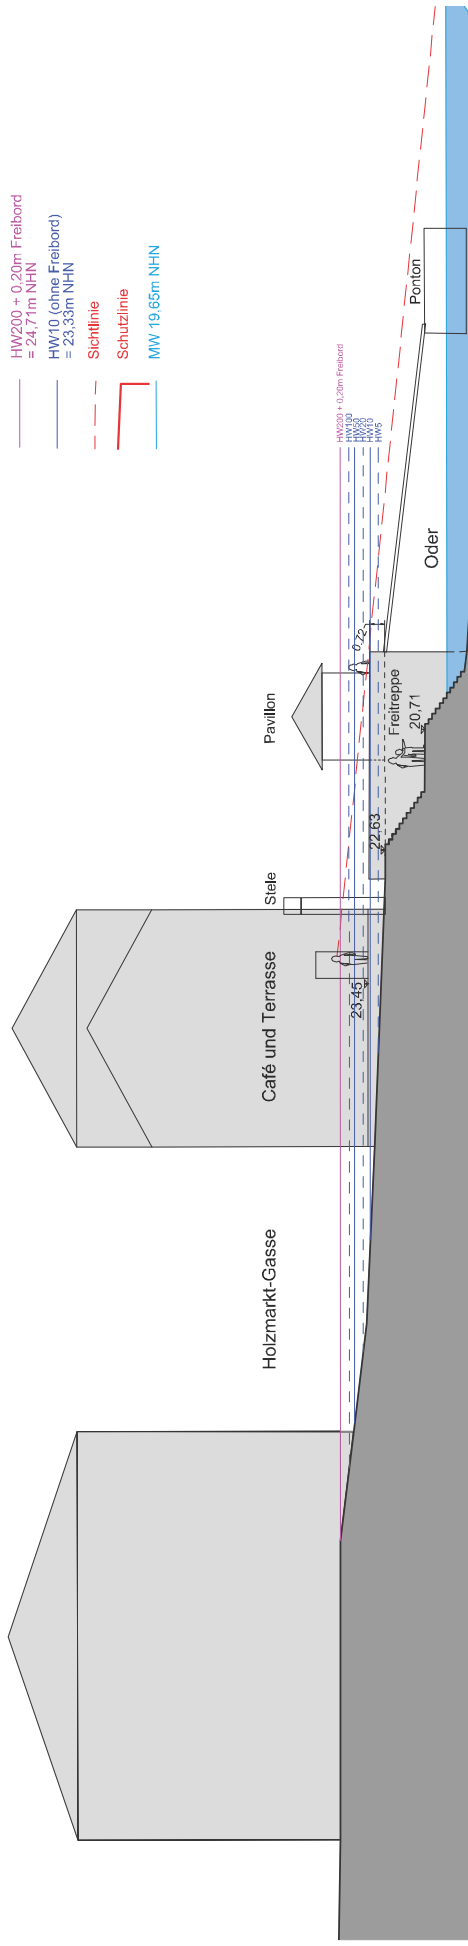 HW200 + 0,20m Freibord
= 24,71m NHN
HW10 (ohne Freibord)
= 23,33m NHN
Sichtlinie
Schutzlinie
MW 19,65m NHN
HW200 + 0,20m Freibord
HW100
HW50
HW20
HW10
HW5
Holzmarkt-Gasse
Café und Terrasse
23,45
Stele
22,63
Pavillon
0.72
Freitreppe
20,71
Oder
Ponton